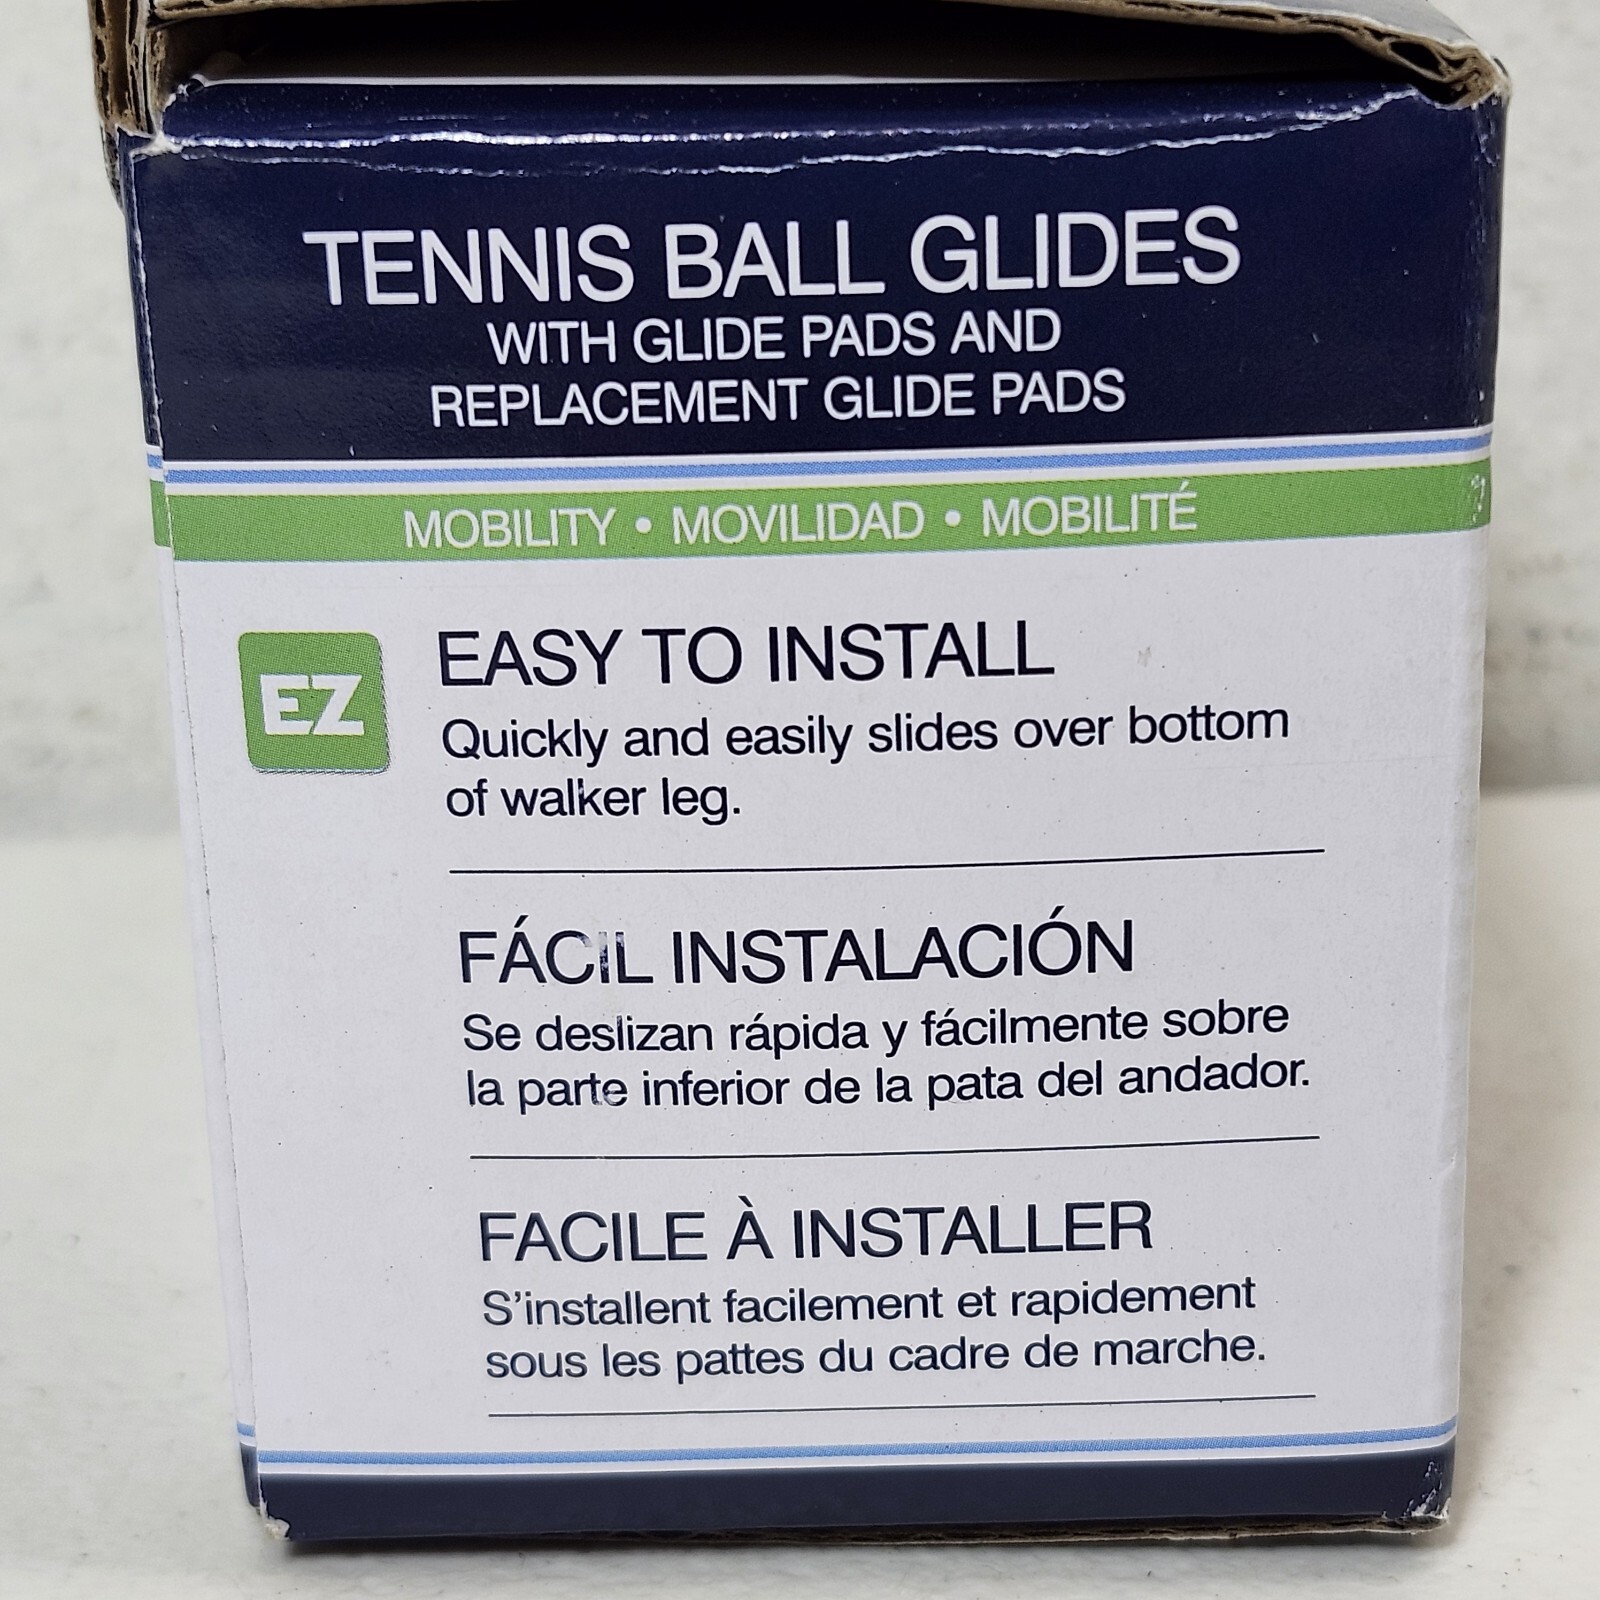 TENNIS BALL GLIDES
WITH GLIDE PADS AND
REPLACEMENT GLIDE PADS
MOBILITY • MOVILIDAD • MOBILITÉ
EZ
EASY TO INSTALL
Quickly and easily slides over bottom
of walker leg.
FÁCIL INSTALACIÓN
Se deslizan rápida y fácilmente sobre
la parte inferior de la pata del andador.
FACILE À INSTALLER
S'installent facilement et rapidement
sous les pattes du cadre de marche.